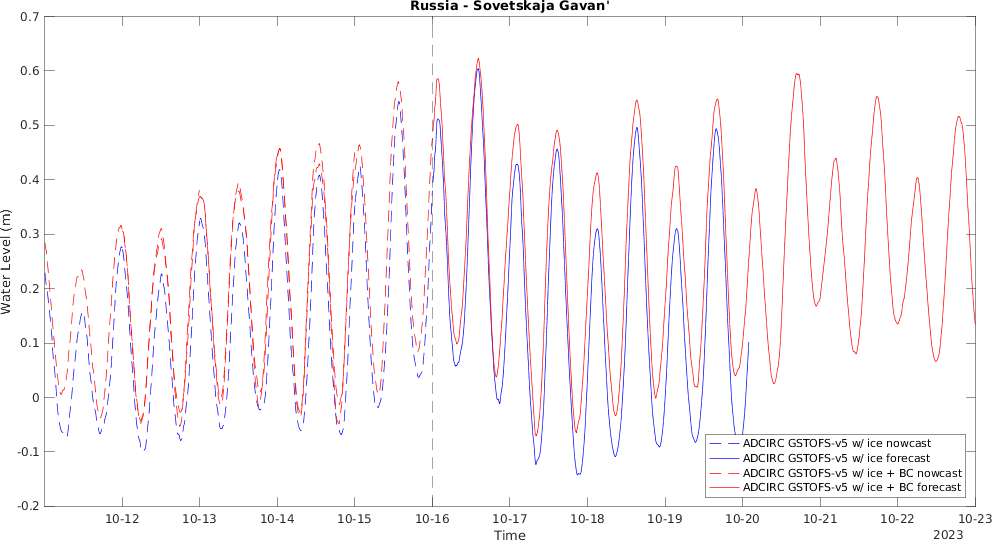 Russia - Sovetskaja Gavan'
0.7
0.6
0.5
0.4
0.3
0.2
0.1
0
-0.1
-0.2
Water Level (m)
ADCIRC GSTOFS-v5 w/ ice nowcast
ADCIRC GSTOFS-v5 w/ ice forecast
ADCIRC GSTOFS-v5 w/ ice + BC nowcast
ADCIRC GSTOFS-v5 w/ ice + BC forecast
10-12 10-13 10-14 10-15 10-16 10-17 10-18 10-19 10-20 10-21 10-22 10-23
Time
2023